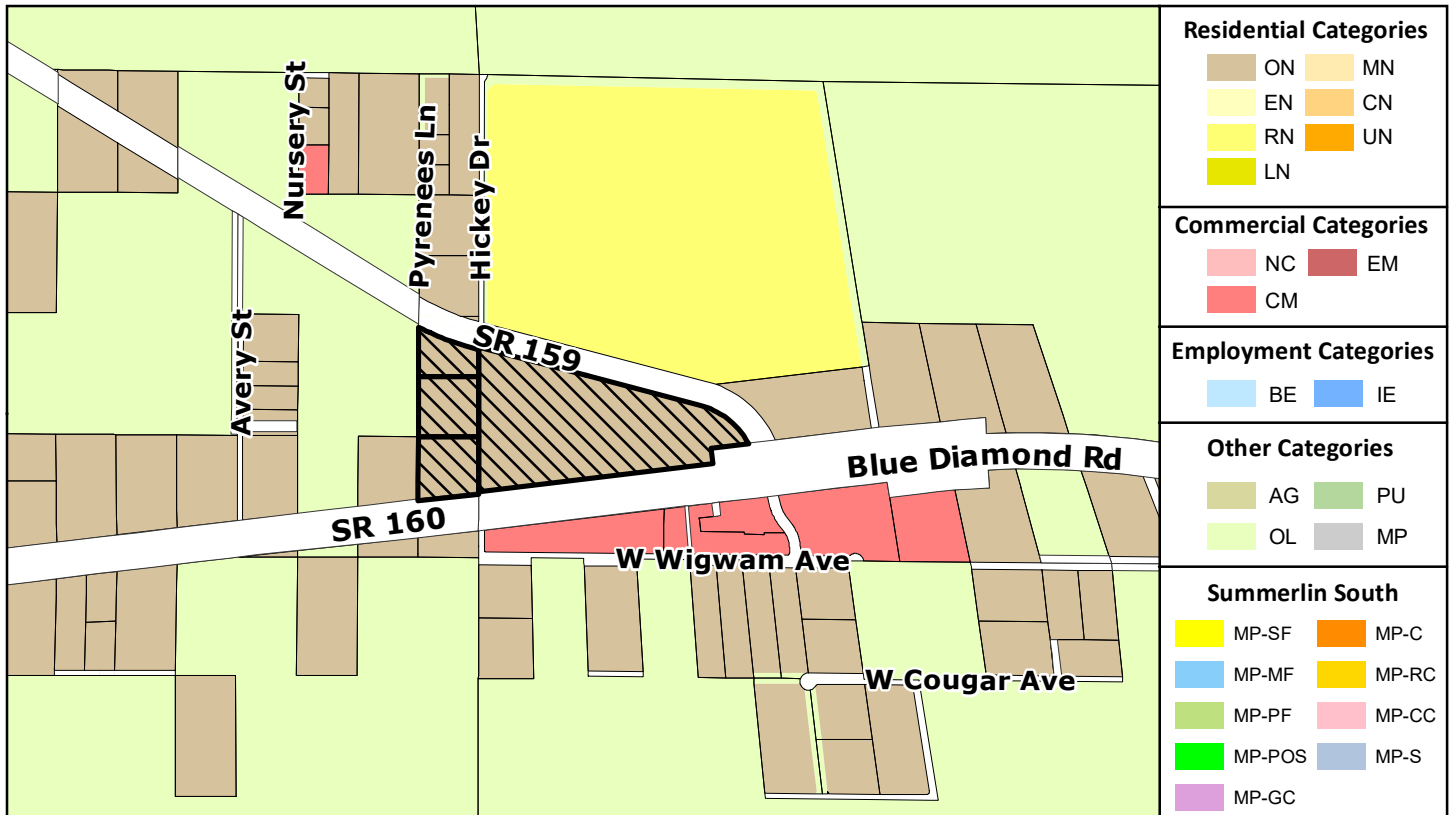 Nursery St
Pyrenees Ln
Hickey Dr
Avery St
SR 159
Blue Diamond Rd
SR 160
W Wigwam Ave
W Cougar Ave
Residential Categories
ON MN
EN CN
RN UN
LN
Commercial Categories
NC EM
CM
Employment Categories
BE IE
Other Categories
AG PU
OL MP
Summerlin South
MP-SF MP-C
MP-MF MP-RC
MP-PF MP-CC
MP-POS MP-S
MP-GC